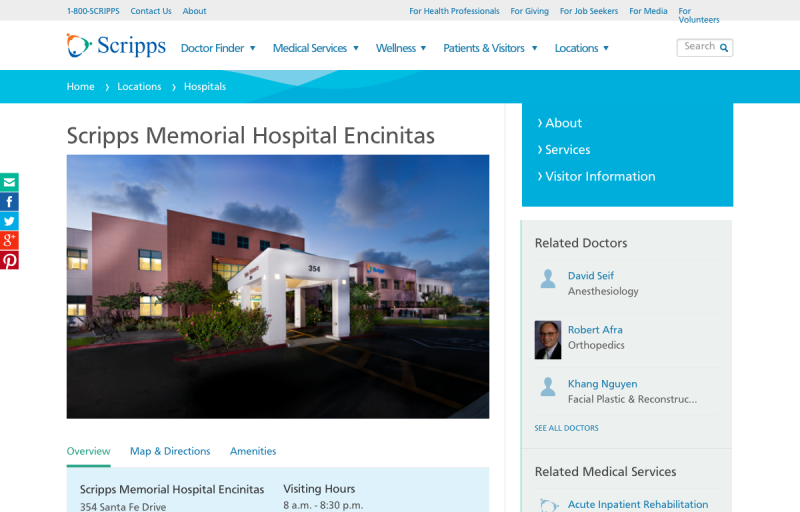 1-800-SCRIPPS Contact Us About For Health Professionals For Giving For Job Seekers For Media For Volunteers
Scripps Doctor Finder Medical Services Wellness Patients & Visitors Locations Search
Home Locations Hospitals
Scripps Memorial Hospital Encinitas
354
Scripps
About
Services
Visitor Information
Related Doctors
David Seif
Anesthesiology
Robert Afra
Orthopedics
Khang Nguyen
Facial Plastic & Reconstruc...
SEE ALL DOCTORS
Overview Map & Directions Amenities
Scripps Memorial Hospital Encinitas
354 Santa Fe Drive
Visiting Hours
8 a.m. - 8:30 p.m.
Related Medical Services
Acute Inpatient Rehabilitation